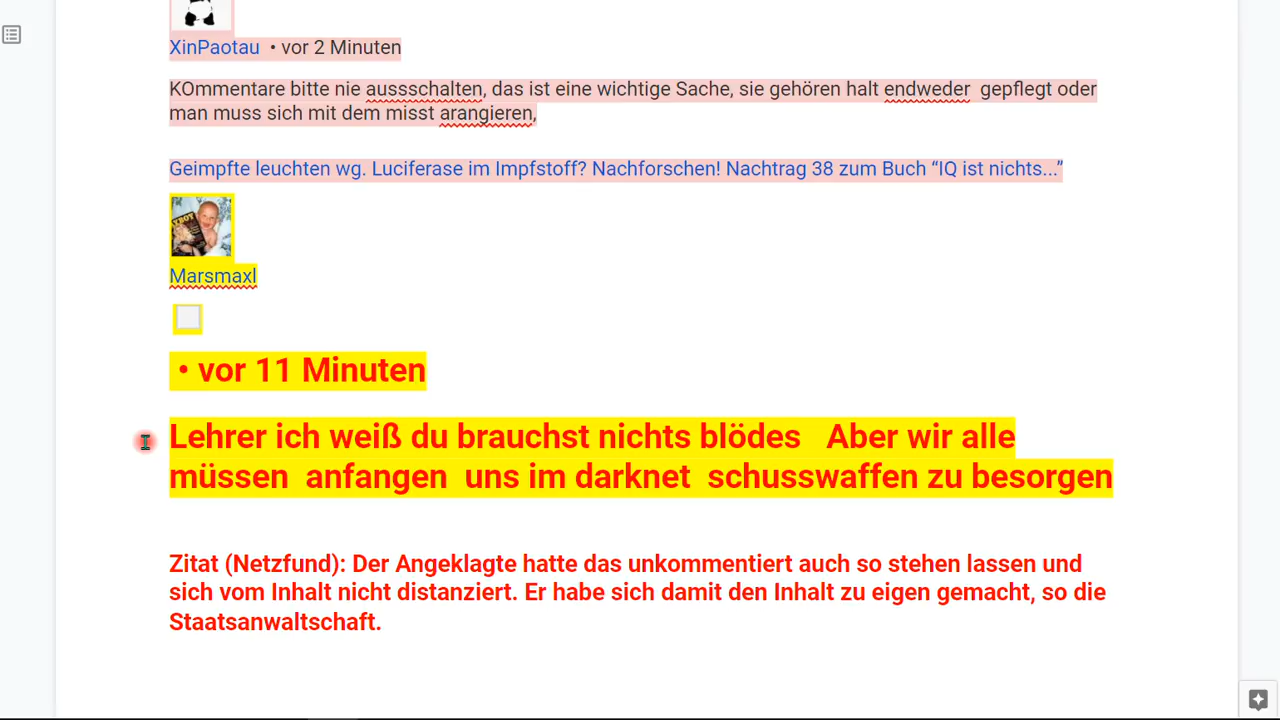 XinPaotau • vor 2 Minuten
KOmmentare bitte nie aussschalten, das ist eine wichtige Sache, sie gehören halt endweder gepflegt oder
man muss sich mit dem misst arangieren,
Geimpfte leuchten wg. Luciferase im Impfstoff? Nachforschen! Nachtrag 38 zum Buch “IQ ist nichts...”
Marsmaxl
• vor 11 Minuten
Lehrer ich weiß du brauchst nichts blödes Aber wir alle
müssen anfangen uns im darknet schusswaffen zu besorgen
Zitat (Netzfund): Der Angeklagte hatte das unkommentiert auch so stehen lassen und
sich vom Inhalt nicht distanziert. Er habe sich damit den Inhalt zu eigen gemacht, so die
Staatsanwaltschaft.